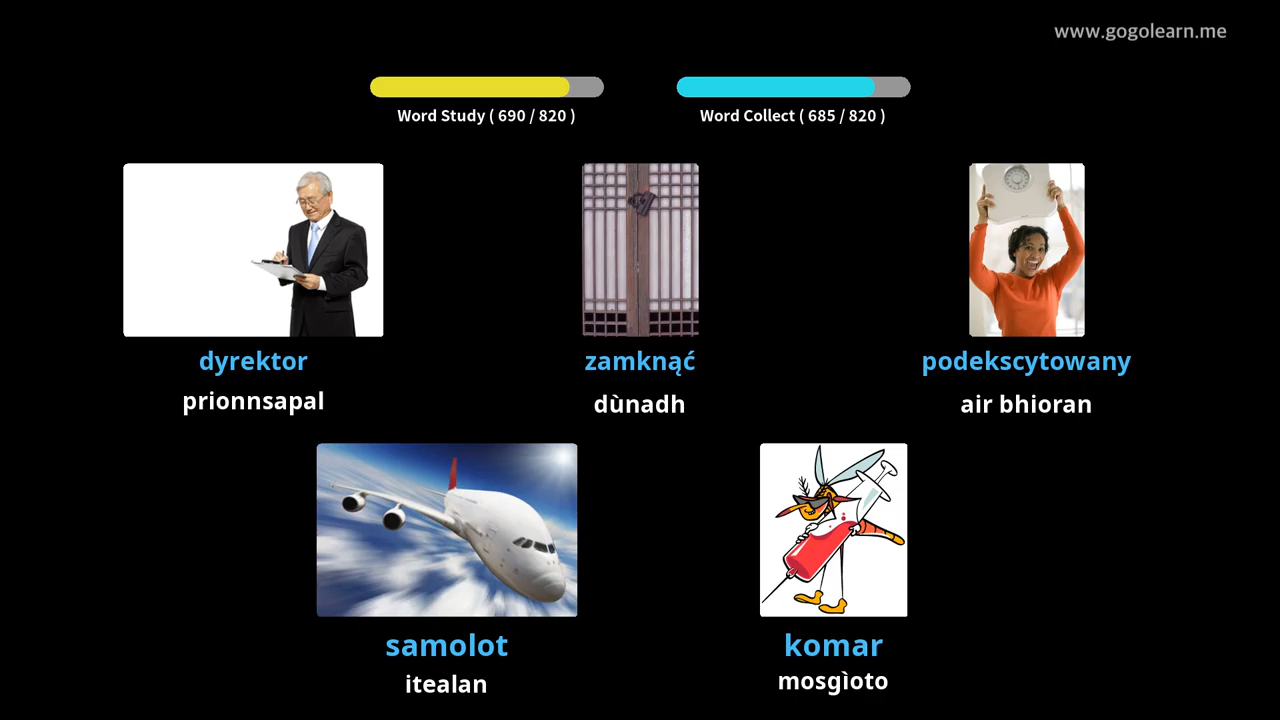 www.gogolearn.me
Word Study ( 690 / 820 )
Word Collect ( 685 / 820 )
dyrektor
prionnsapal
zamknąć
dùnadh
podekscytowany
air bhioran
samolot
itealan
komar
mosgìoto